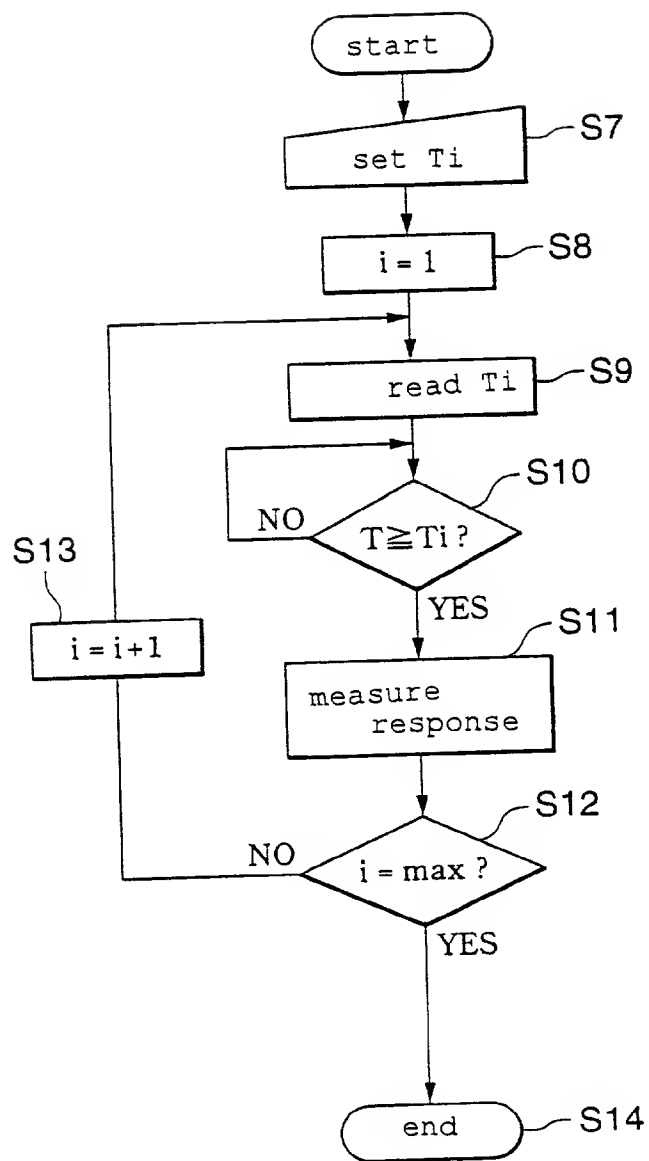 start
S7
set Ti
S8
i = 1
S9
read Ti
S10
NO
T≧Ti ?
S13
YES
S11
i = i+1
measure
response
S12
NO
i = max ?
YES
end
S14